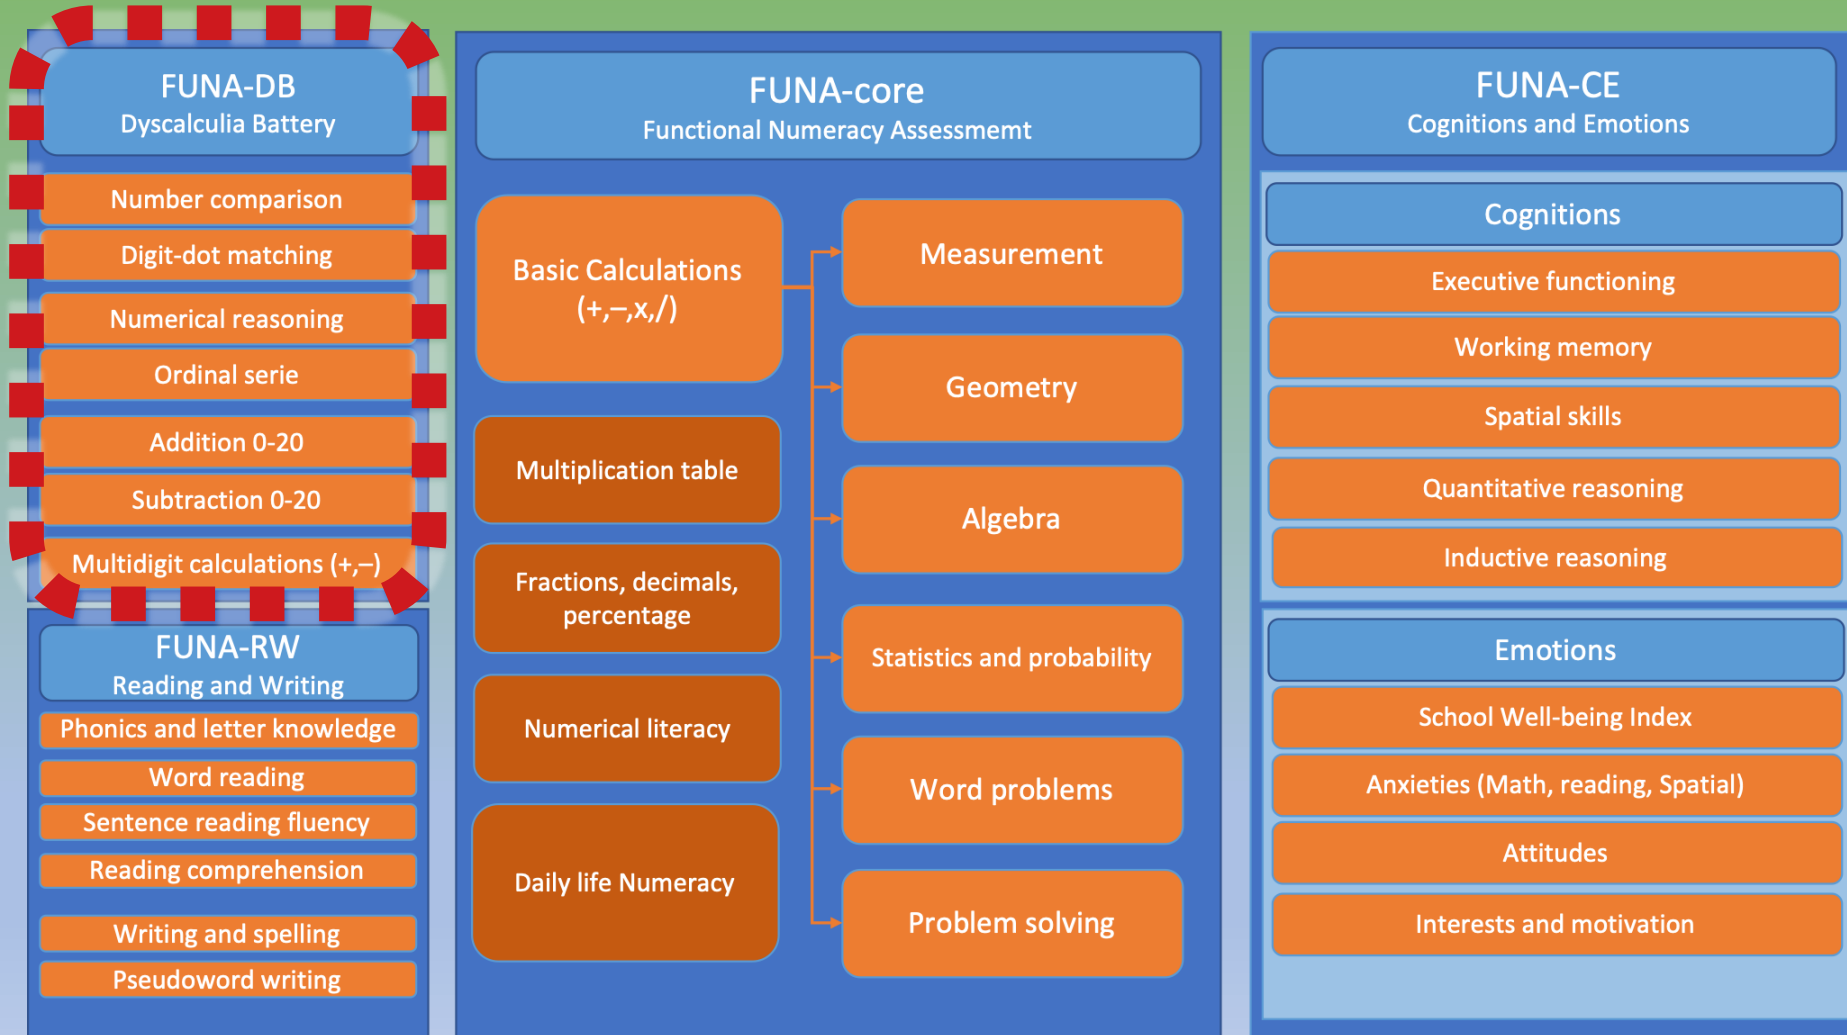 FUNA-DB
Dyscalculia Battery
Number comparison
Digit-dot matching
Numerical reasoning
Ordinal serie
Addition 0-20
Subtraction 0-20
Multidigit calculations (+,–)
FUNA-RW
Reading and Writing
Phonics and letter knowledge
Word reading
Sentence reading fluency
Reading comprehension
Writing and spelling
Pseudoword writing
FUNA-core
Functional Numeracy Assessmemt
Basic Calculations
(+,–,x,/)
Multiplication table
Fractions, decimals,
percentage
Numerical literacy
Daily life Numeracy
Measurement
Geometry
Algebra
Statistics and probability
Word problems
Problem solving
FUNA-CE
Cognitions and Emotions
Cognitions
Executive functioning
Working memory
Spatial skills
Quantitative reasoning
Inductive reasoning
Emotions
School Well-being Index
Anxieties (Math, reading, Spatial)
Attitudes
Interests and motivation